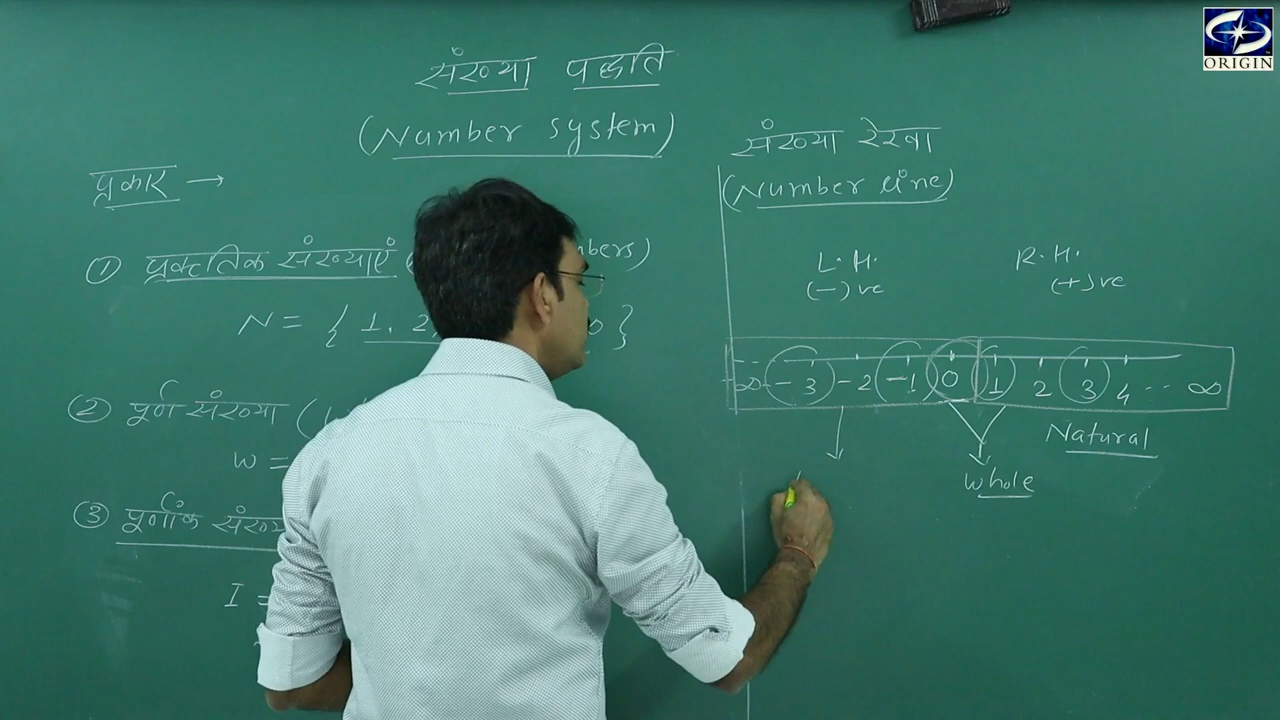 ORIGIN
संख्या पद्धति
(Number system)
प्रकार →
① प्रकृतिक संख्याएं (
bers)
N = { 1, 2,
}
② पूर्ण संख्या (
W =
③ पूर्णांक
I =
संख्या रेखा
(Number line)
L.H. R.H.
(-)ve (+)ve
-∞ -3 -2 -1 0 1 2 3 4 --- ∞
Natural
Whole